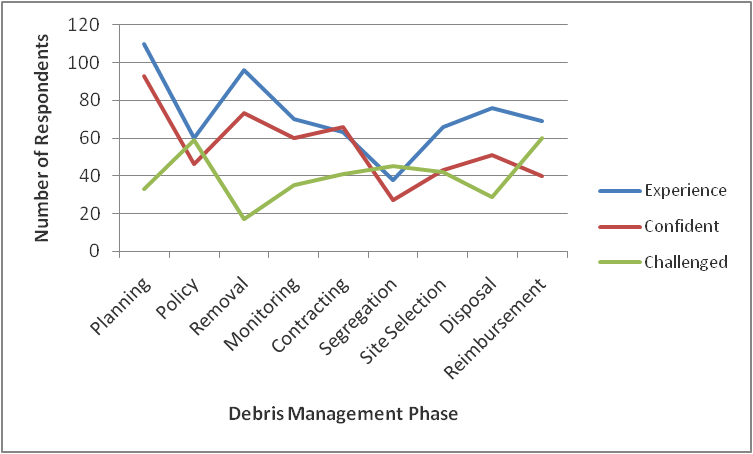 120
100
80
60
40
20
0
Number of Respondents
Planning
Policy
Removal
Monitoring
Contracting
Segregation
Site Selection
Disposal
Reimbursement
Debris Management Phase
Experience
Confident
Challenged